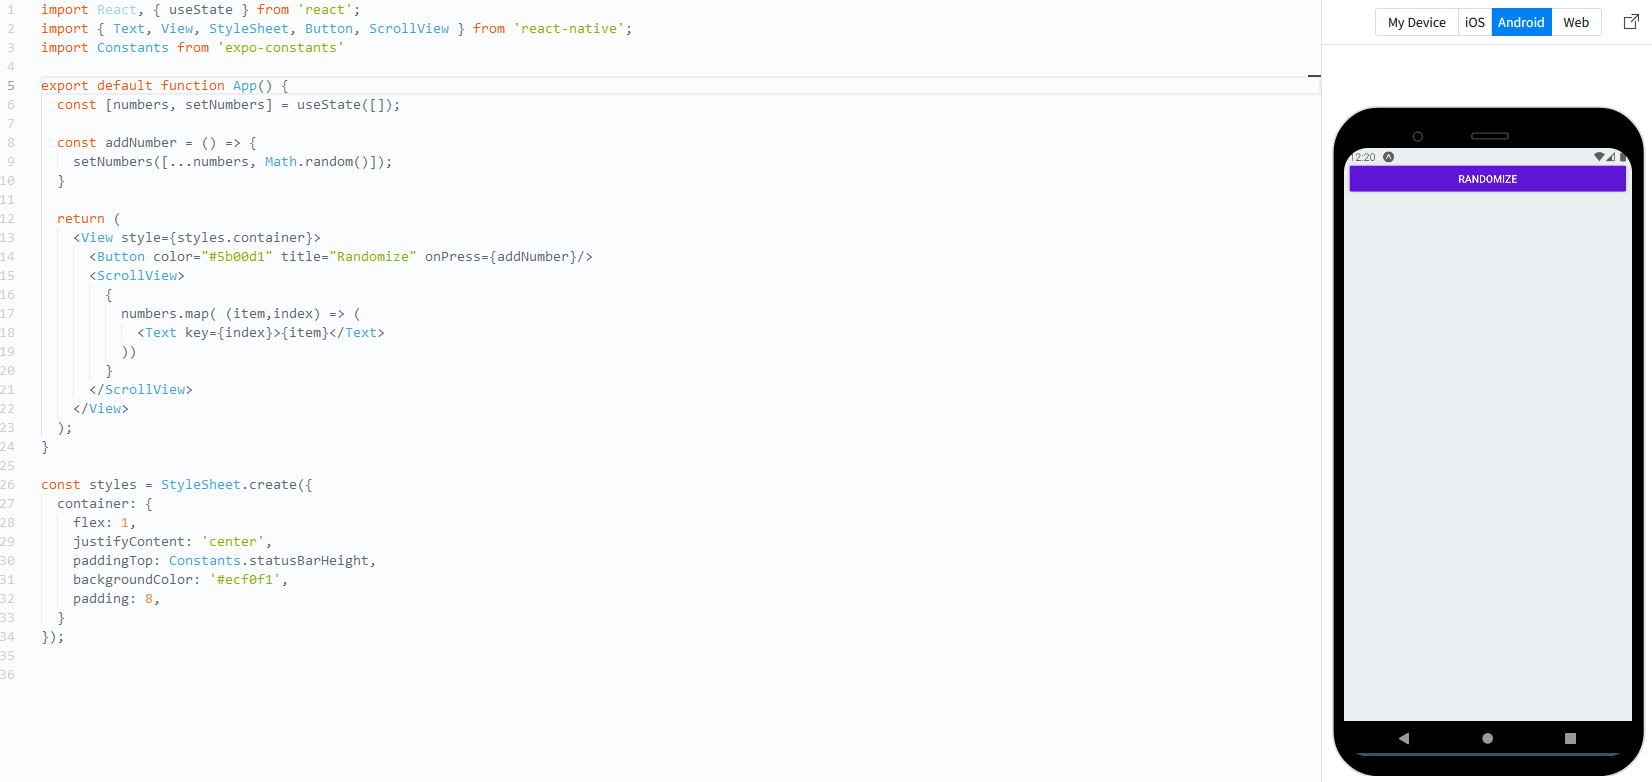 1 import React, { useState } from 'react';
2 import { Text, View, StyleSheet, Button, ScrollView } from 'react-native';
3 import Constants from 'expo-constants'
4
5 export default function App() {
6 const [numbers, setNumbers] = useState([]);
7
8 const addNumber = () => {
9 setNumbers([...numbers, Math.random()]);
10 }
11
12 return (
13 <View style={styles.container}>
14 <Button color="#5b00d1" title="Randomize" onPress={addNumber}/>
15 <ScrollView>
16 {
17 numbers.map( (item,index) => (
18 <Text key={index}>{item}</Text>
19 ))
20 }
21 </ScrollView>
22 </View>
23 );
24 }
25
26 const styles = StyleSheet.create({
27 container: {
28 flex: 1,
29 justifyContent: 'center',
30 paddingTop: Constants.statusBarHeight,
31 backgroundColor: '#ecf0f1',
32 padding: 8,
33 }
34 });
35
36
My Device iOS Android Web
12:20
RANDOMIZE